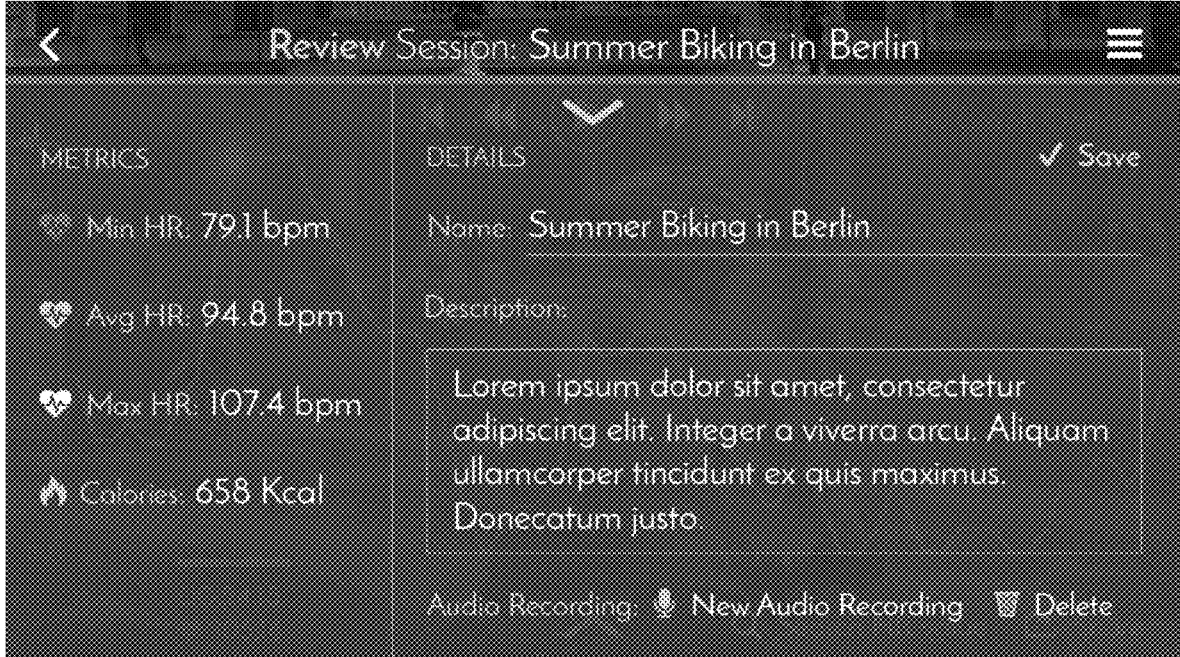 Review Session: Summer Biking in Berlin
METRICS
Min HR: 79.1 bpm
Avg HR: 94.8 bpm
Max HR: 107.4 bpm
Calories: 658 Kcal
DETAILS
Save
Name: Summer Biking in Berlin
Description:
Lorem ipsum dolor sit amet, consectetur
adipiscing elit. Integer a viverra arcu. Aliquam
ullamcorper tincidunt ex quis maximus.
Donecatum justo.
Audio Recording: New Audio Recording Delete